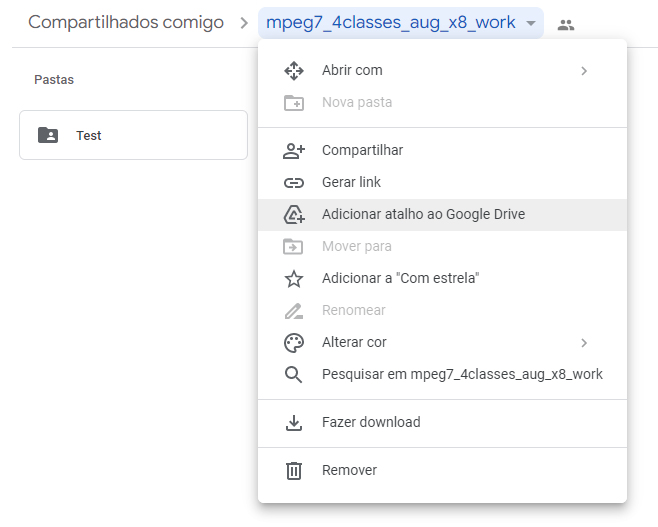 Compartilhados comigo > mpeg7_4classes_aug_x8_work
Pastas
Test
Abrir com
Nova pasta
Compartilhar
Gerar link
Adicionar atalho ao Google Drive
Mover para
Adicionar a "Com estrela"
Renomear
Alterar cor
Pesquisar em mpeg7_4classes_aug_x8_work
Fazer download
Remover